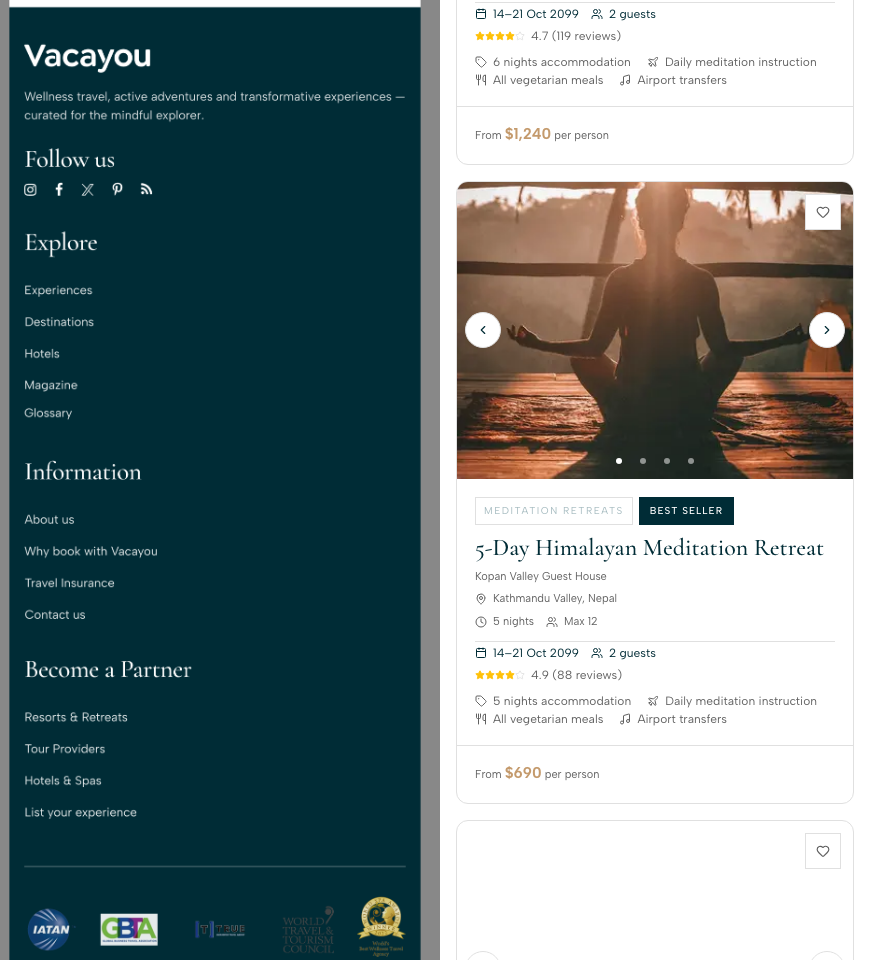 Vacayou
Wellness travel, active adventures and transformative experiences —
curated for the mindful explorer.
Follow us
Explore
Experiences
Destinations
Hotels
Magazine
Glossary
Information
About us
Why book with Vacayou
Travel Insurance
Contact us
Become a Partner
Resorts & Retreats
Tour Providers
Hotels & Spas
List your experience
IATAN
GBTA
WORLD
TRAVEL &
TOURISM
COUNCIL
14–21 Oct 2099 2 guests
4.7 (119 reviews)
6 nights accommodation Daily meditation instruction
All vegetarian meals Airport transfers
From $1,240 per person
MEDITATION RETREATS BEST SELLER
5-Day Himalayan Meditation Retreat
Kopan Valley Guest House
Kathmandu Valley, Nepal
5 nights Max 12
14–21 Oct 2099 2 guests
4.9 (88 reviews)
5 nights accommodation Daily meditation instruction
All vegetarian meals Airport transfers
From $690 per person